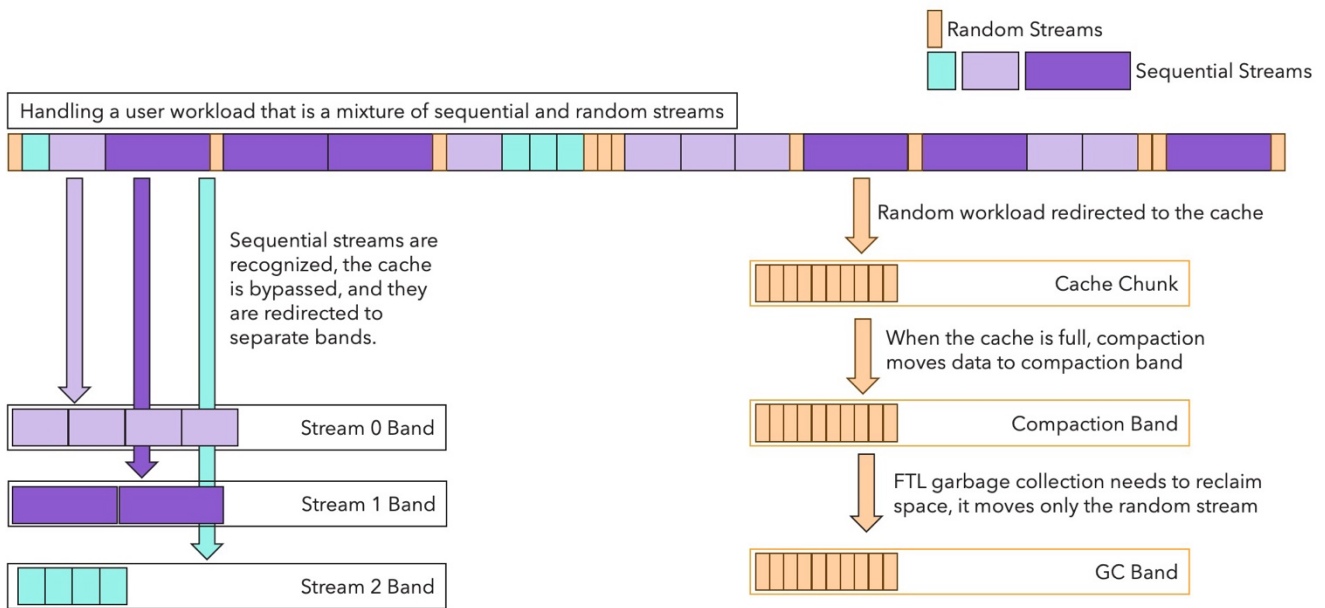 Random Streams
Sequential Streams
Handling a user workload that is a mixture of sequential and random streams
Sequential streams are
recognized, the cache
is bypassed, and they
are redirected to
separate bands.
Random workload redirected to the cache
Cache Chunk
When the cache is full, compaction
moves data to compaction band
Stream 0 Band
Compaction Band
FTL garbage collection needs to reclaim
space, it moves only the random stream
Stream 1 Band
GC Band
Stream 2 Band